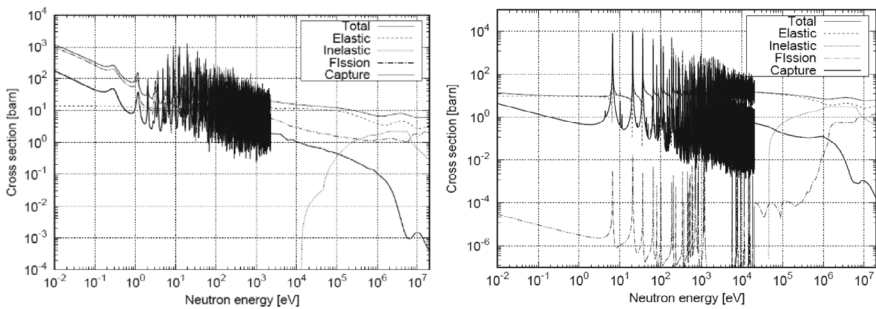 Cross section [barn]
10^4
10^3
10^2
10^1
10^0
10^-1
10^-2
10^-3
10^-4
Total
Elastic
Inelastic
FIssion
Capture
10^-2 10^-1 10^0 10^1 10^2 10^3 10^4 10^5 10^6 10^7
Neutron energy [eV]
Cross section [barn]
10^4
10^2
10^0
10^-2
10^-4
10^-6
Total
Elastic
Inelastic
FIssion
Capture
10^-2 10^-1 10^0 10^1 10^2 10^3 10^4 10^5 10^6 10^7
Neutron energy [eV]